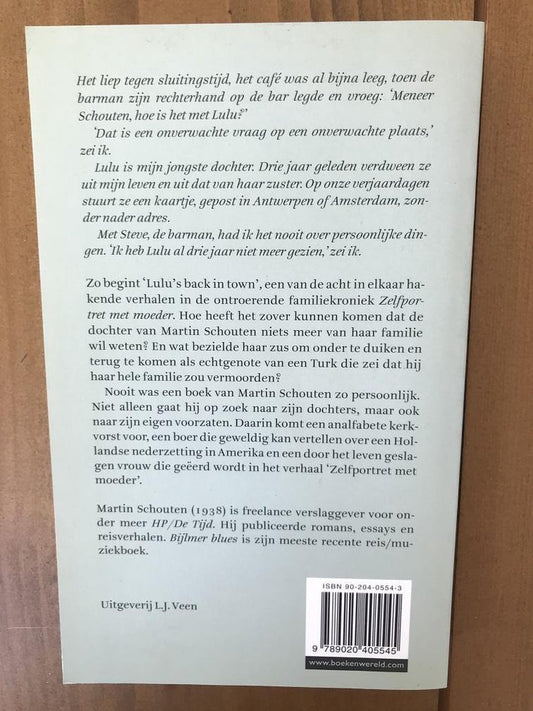 Het liep tegen sluitingstijd, het café was al bijna leeg, toen de
barman zijn rechterhand op de bar legde en vroeg: ‘Meneer
Schouten, hoe is het met Lulu?’
‘Dat is een onverwachte vraag op een onverwachte plaats,’
zei ik.
Lulu is mijn jongste dochter. Drie jaar geleden verdween ze
uit mijn leven en uit dat van haar zuster. Op onze verjaardagen
stuurt ze een kaartje, gepost in Antwerpen of Amsterdam, zon-
der nader adres.
Met Steve, de barman, had ik het nooit over persoonlijke din-
gen. ‘Ik heb Lulu al drie jaar niet meer gezien,’ zei ik.
Zo begint ‘Lulu’s back in town’, een van de acht in elkaar ha-
kende verhalen in de ontroerende familiekroniek Zelfpor-
tret met moeder. Hoe heeft het zover kunnen komen dat de
dochter van Martin Schouten niets meer van haar familie
wil weten? En wat bezielde haar zus om onder te duiken en
terug te komen als echtgenote van een Turk die zei dat hij
haar hele familie zou vermoorden?
Nooit was een boek van Martin Schouten zo persoonlijk.
Niet alleen gaat hij op zoek naar zijn dochters, maar ook
naar zijn eigen voorzaten. Daarin komt een analfabete kerk-
vorst voor, een boer die geweldig kan vertellen over een Hol-
landse nederzetting in Amerika en een door het leven gesla-
gen vrouw die geëerd wordt in het verhaal ‘Zelfportret met
moeder’.
Martin Schouten (1938) is freelance verslaggever voor on-
der meer HP/De Tijd. Hij publiceerde romans, essays en
reisverhalen. Bijlmer blues is zijn meeste recente reis/mu-
ziekboek.
Uitgeverij L.J. Veen
ISBN 90-204-0554-3
9 789020 405545
www.boekenwereld.com